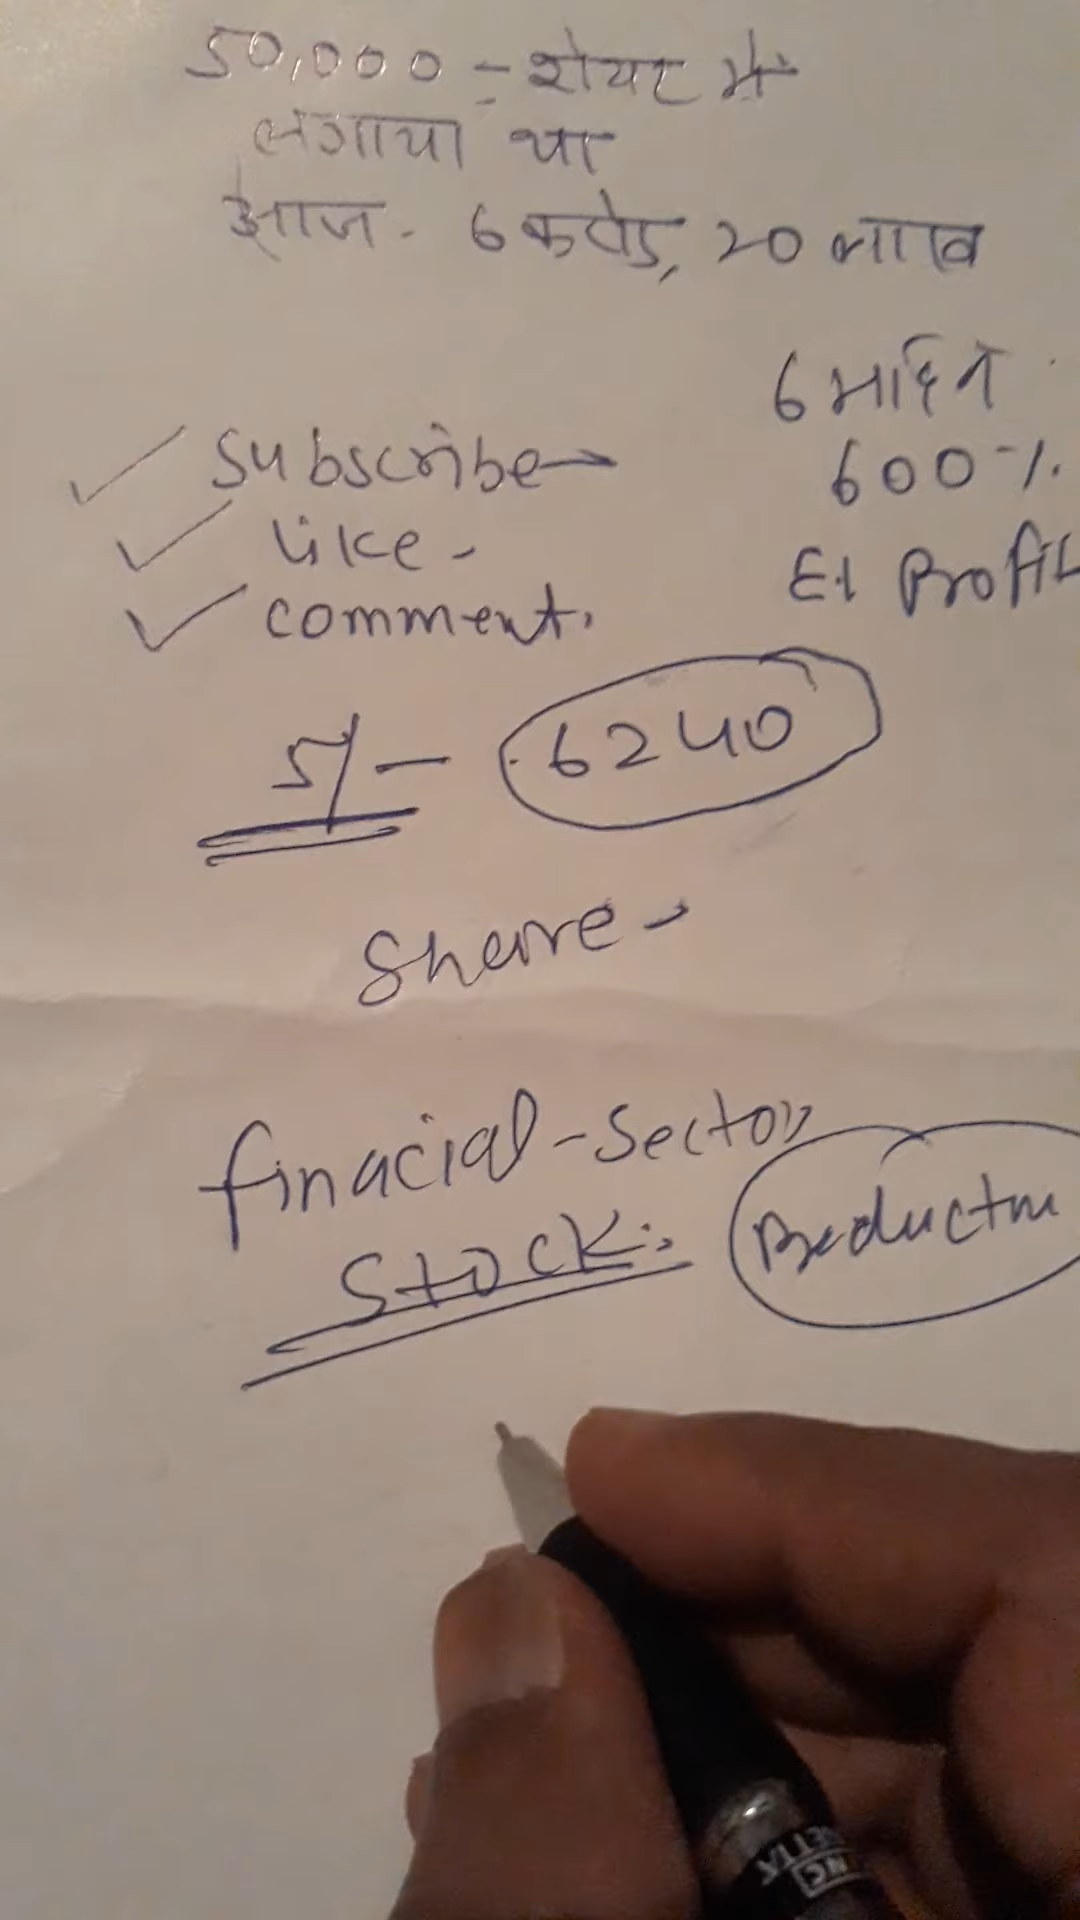 50,000 - शेयर में
लगाया था
आज - 6 करोड़, 20 लाख
6 माहिने
600%
का Profit
subscribe
like -
comment.
5/- 6240
Share -
finacial-Sector
Stock: